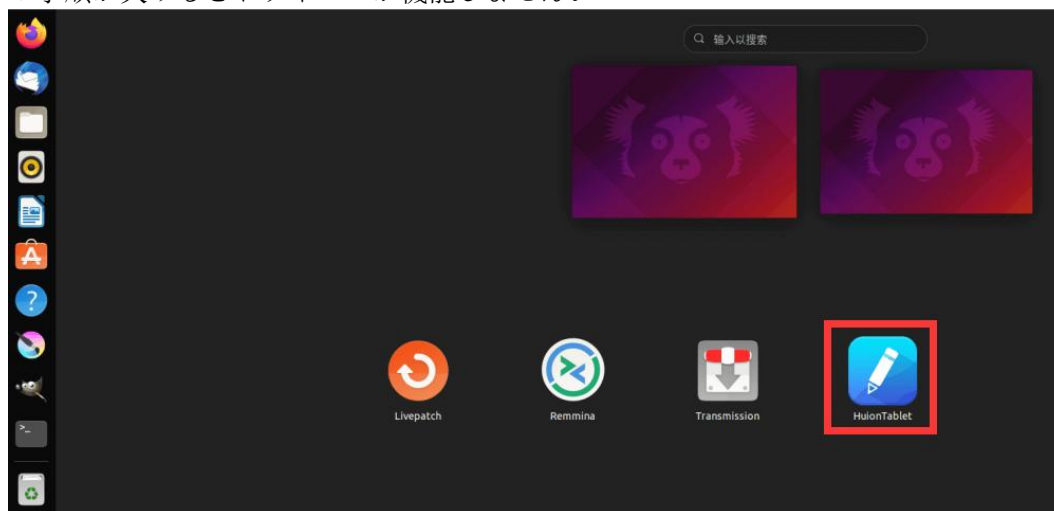 输入以搜索
Livepatch
Remmina
Transmission
HuionTablet